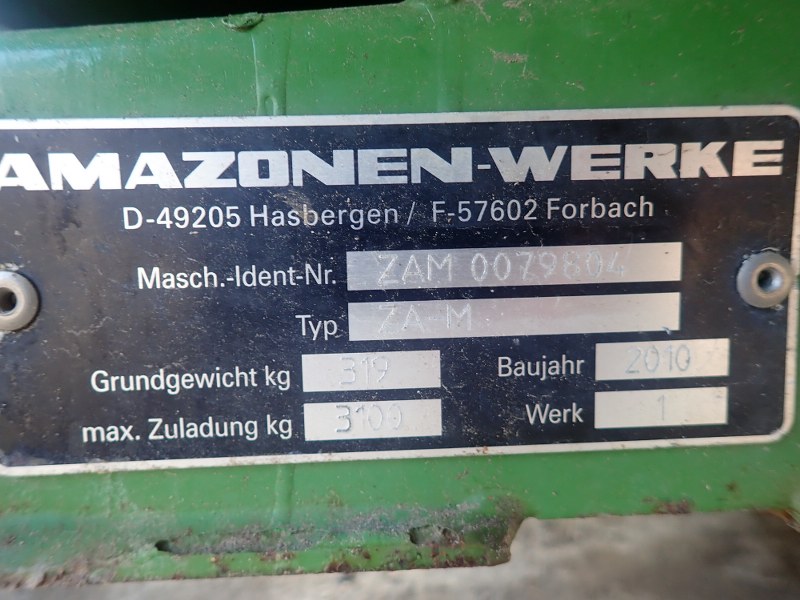 AMAZONEN-WERKE
D-49205 Hasbergen / F-57602 Forbach
Masch.-Ident-Nr. ZAM 0079804
Typ ZA-M
Grundgewicht kg 319 Baujahr 2010
max. Zuladung kg 3100 Werk 1